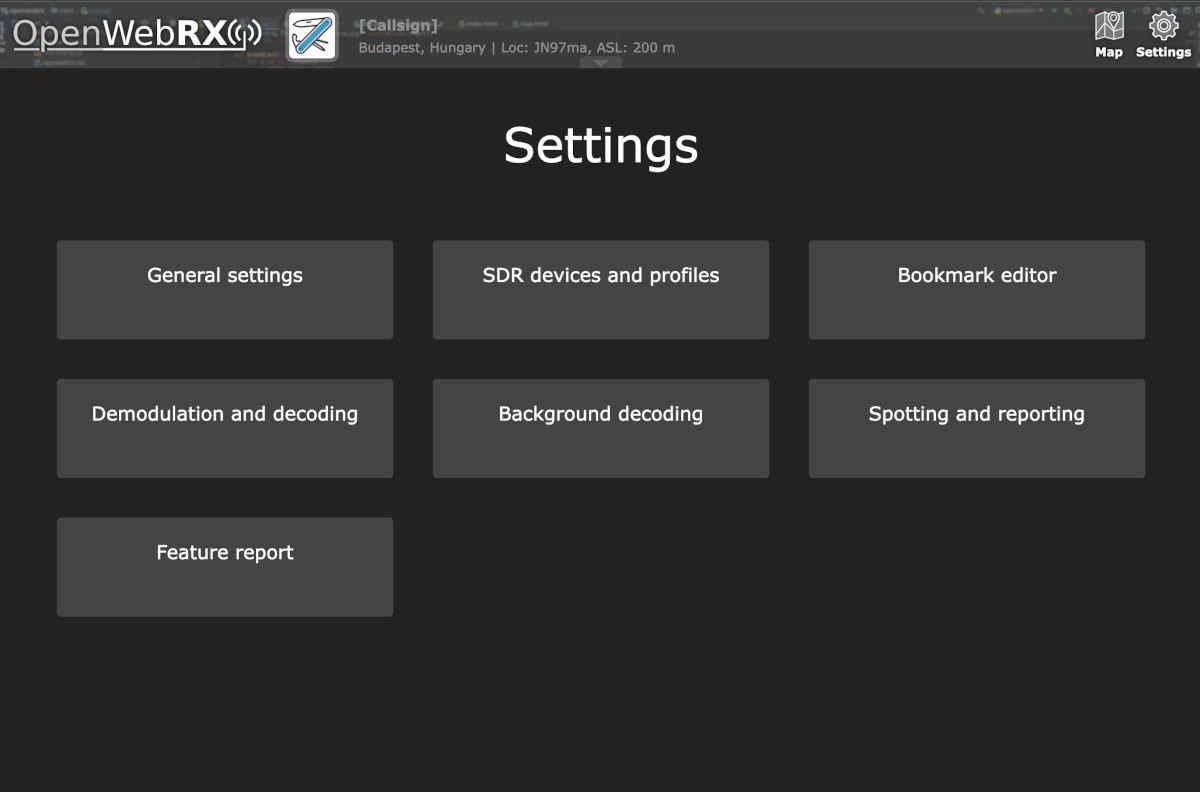 OpenWebRX
[Callsign]
Budapest, Hungary | Loc: JN97ma, ASL: 200 m
Map
Settings
Settings
General settings
SDR devices and profiles
Bookmark editor
Demodulation and decoding
Background decoding
Spotting and reporting
Feature report